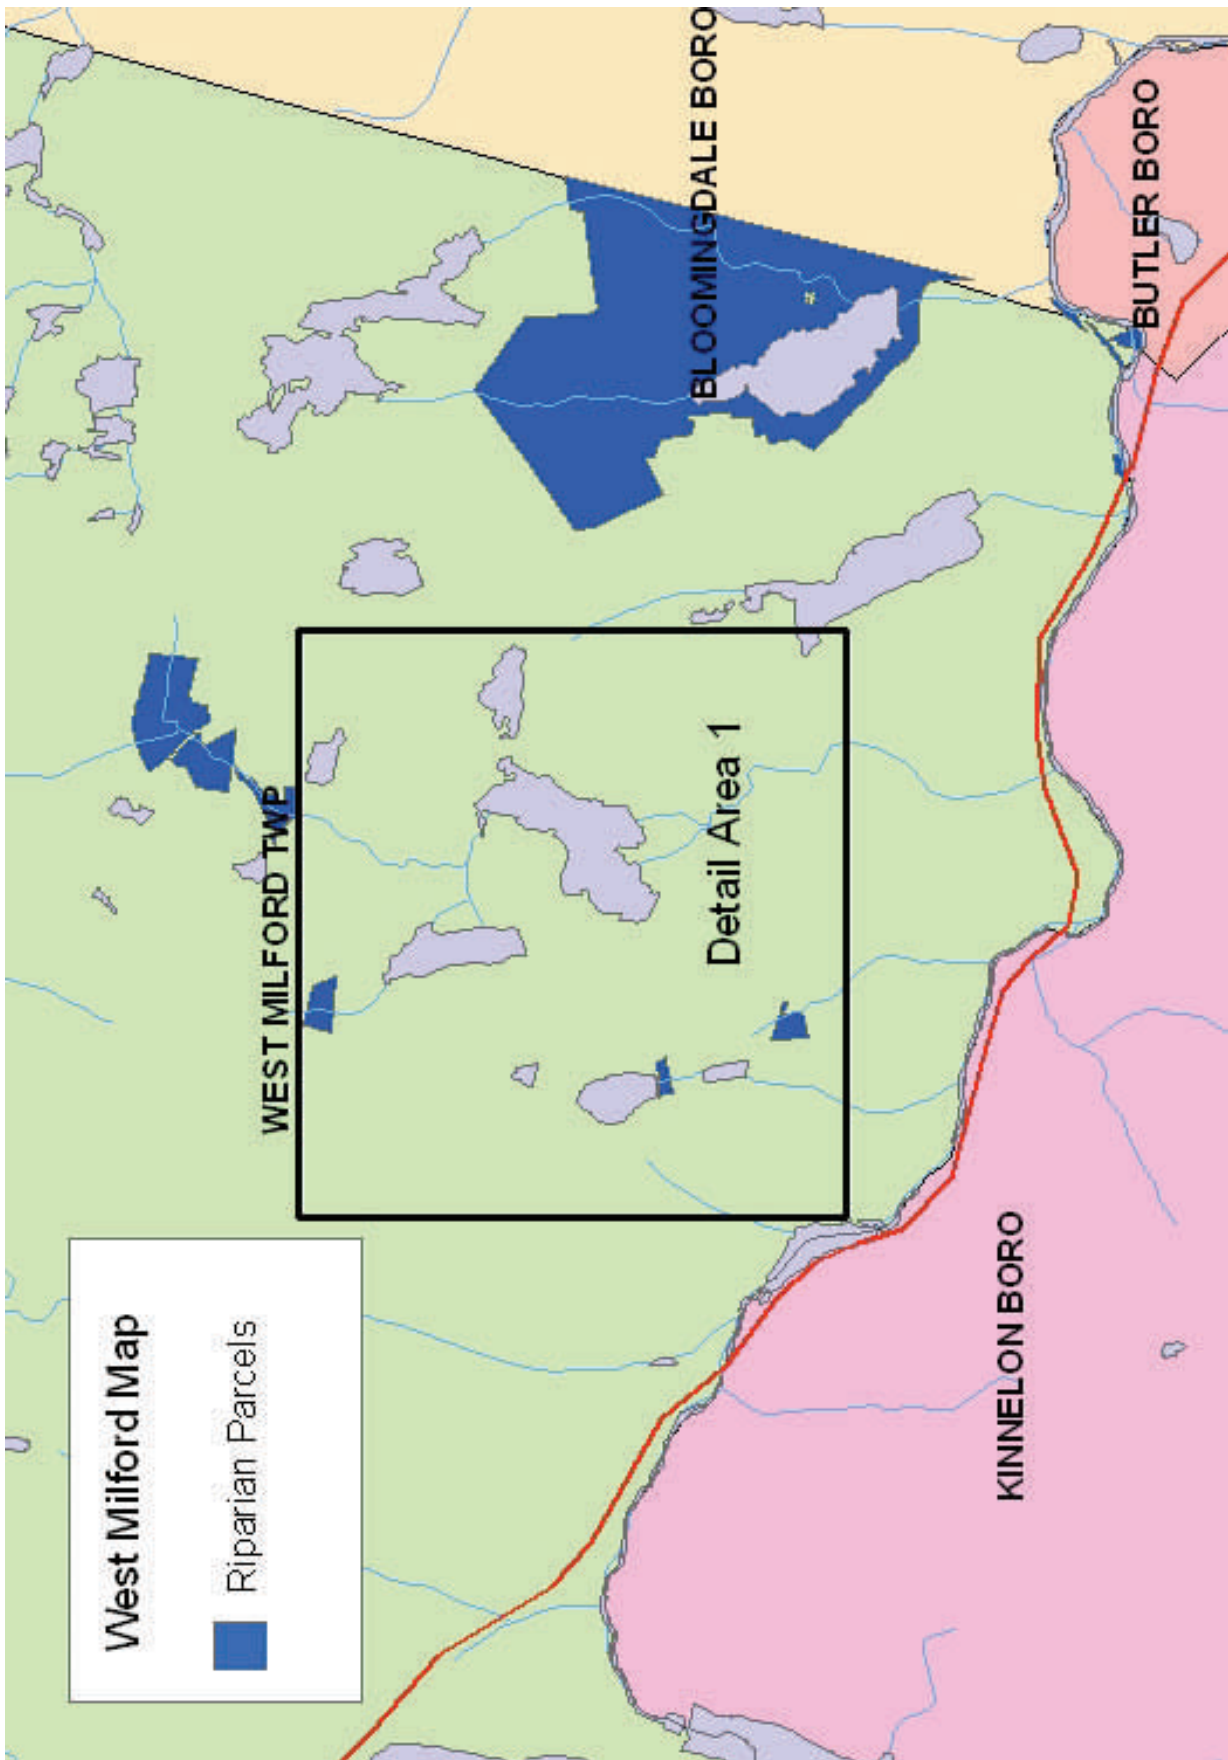 West Milford Map
Riparian Parcels
WEST MILFORD TWP
Detail Area 1
BLOOMINGDALE BORO
BUTLER BORO
KINNELON BORO